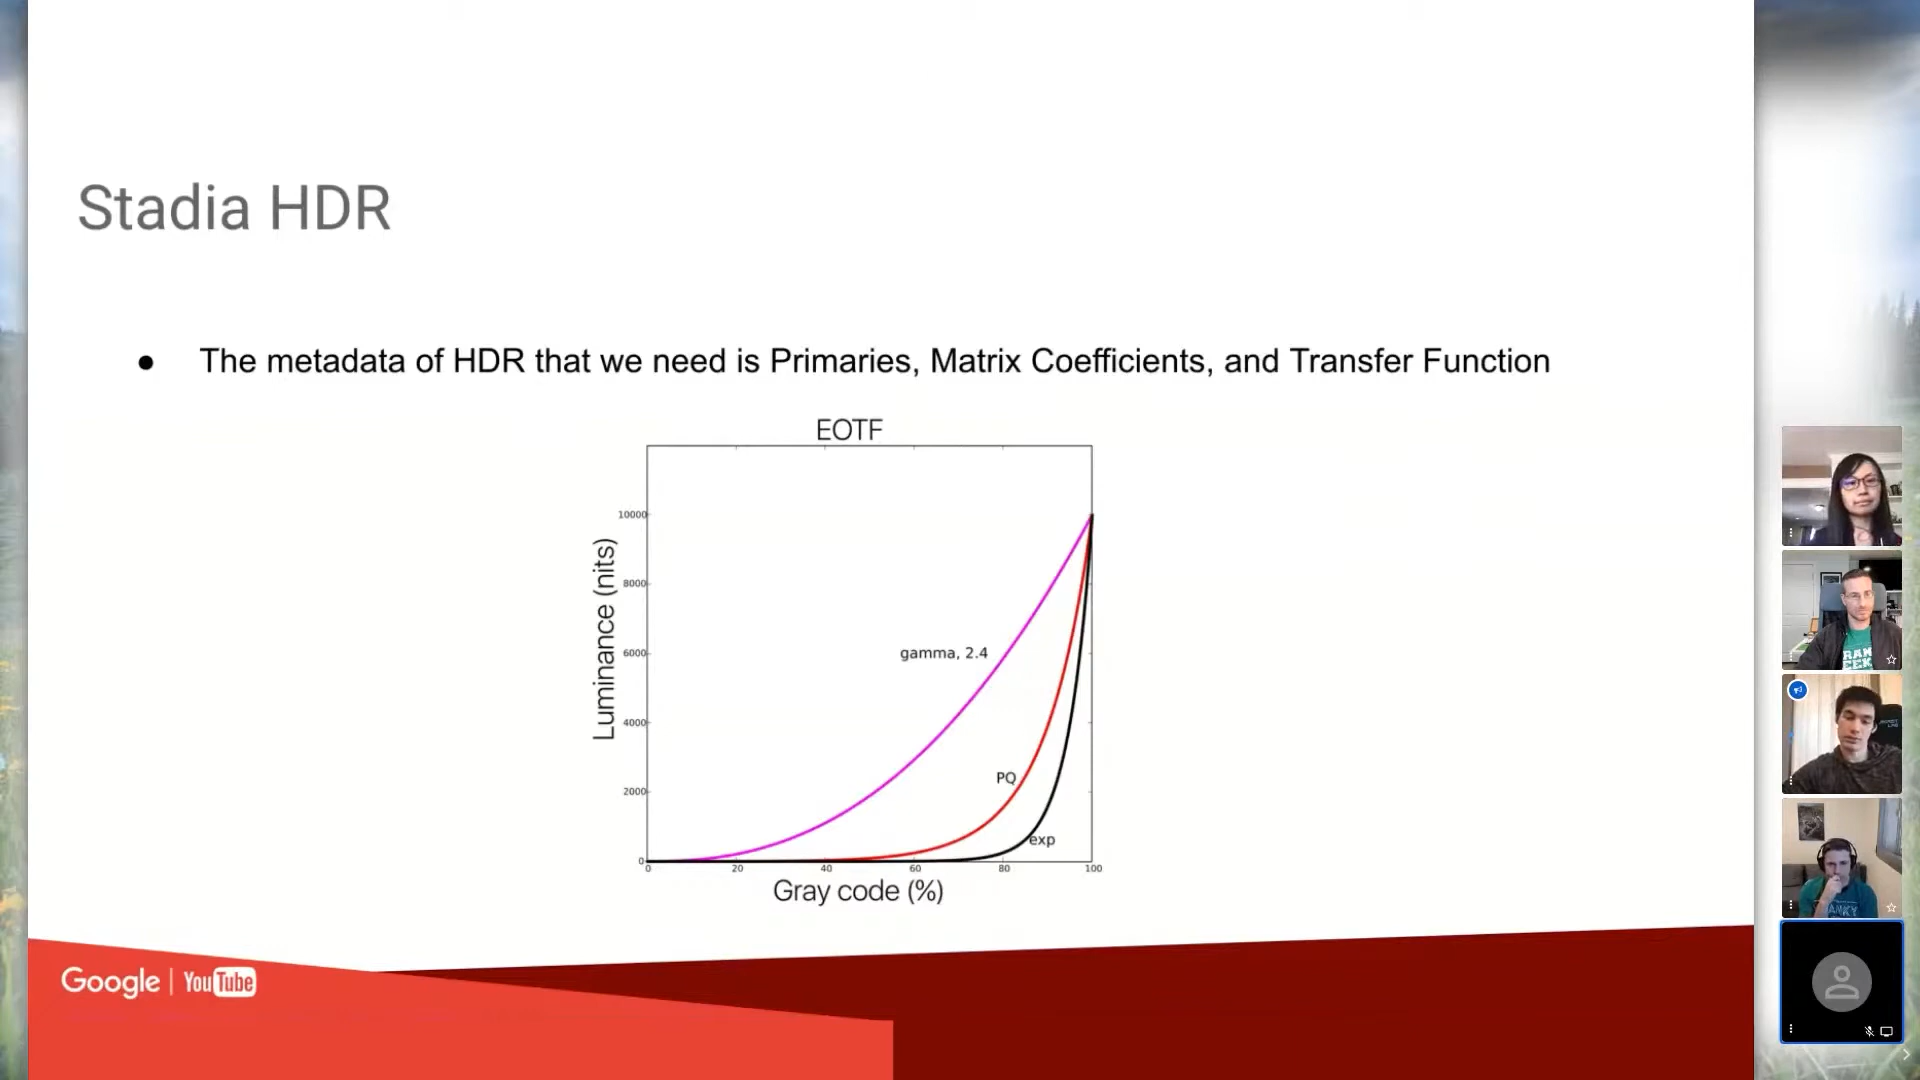 Stadia HDR
● The metadata of HDR that we need is Primaries, Matrix Coefficients, and Transfer Function
EOTF
Luminance (nits)
10000
8000
6000
4000
2000
0
gamma, 2.4
PQ
exp
0 20 40 60 80 100
Gray code (%)
Google | YouTube